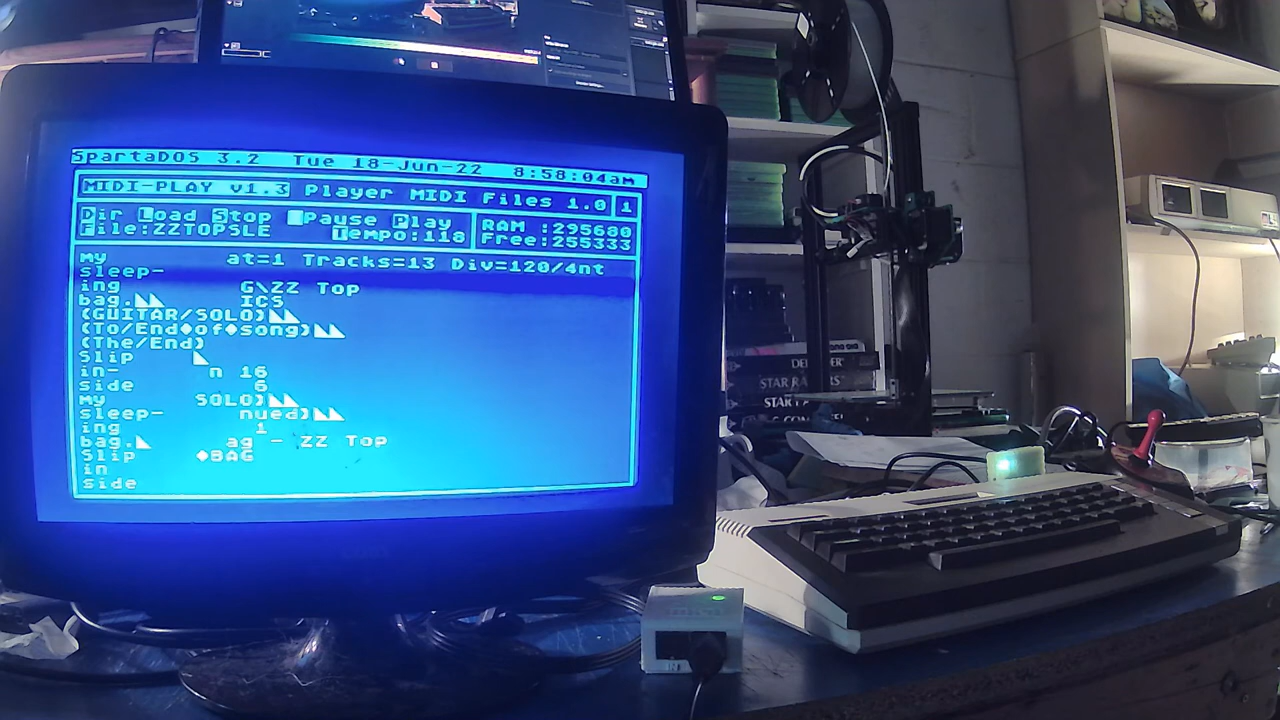 SpartaDOS 3.2 Tue 18-Jun-22 8:58:04am
MIDI-PLAY v1.3 Player MIDI Files 1.0 1
Dir Load Stop Pause Play
File:ZZTOPSLE Tempo:118
RAM :295680
Free:255333
My at=1 Tracks=13 Div=120/4nt
sleep-
ing G\ZZ Top
bag. ICS
(GUITAR/SOLO)
(To/End♦of♦song)
(The/End)
Slip
in- n 16
side 6
My SOLO)
sleep- nued)
ing 1
bag. ag - ZZ Top
Slip ♦BAG
in
side
STAR